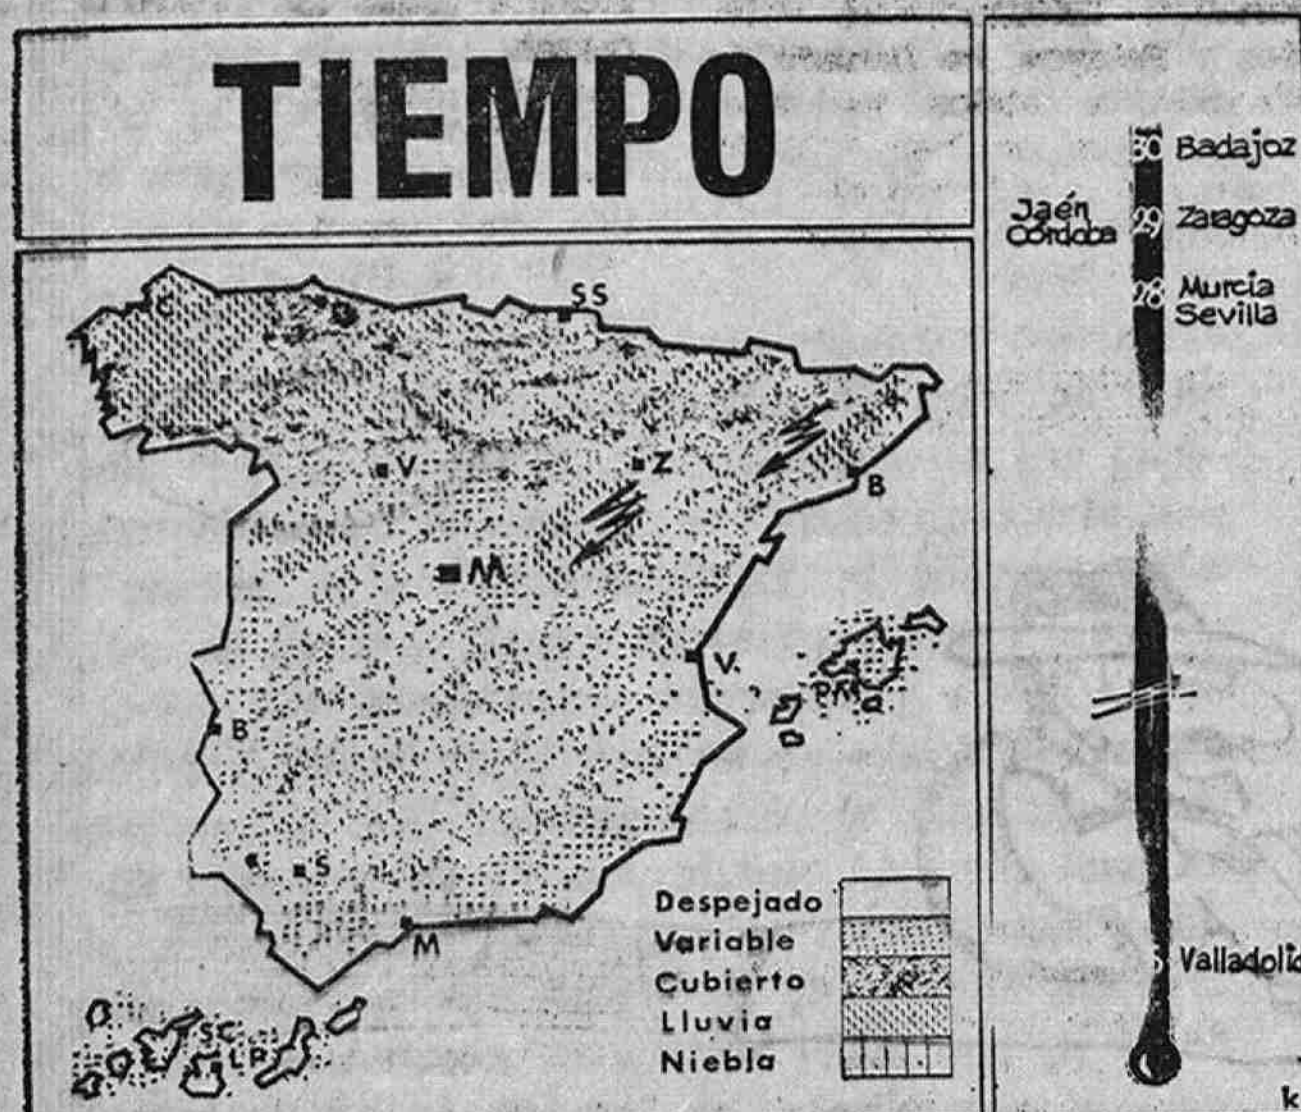 TIEMPO
C
O
SS
V
Z
B
M
V.
PM
a
B
S
M
SC
LP
Despejado
Variable
Cubierto
Lluvia
Niebla
30 Badajoz
Jaén
Córdoba
29 Zaragoza
28 Murcia
Sevilla
Valladolid
k